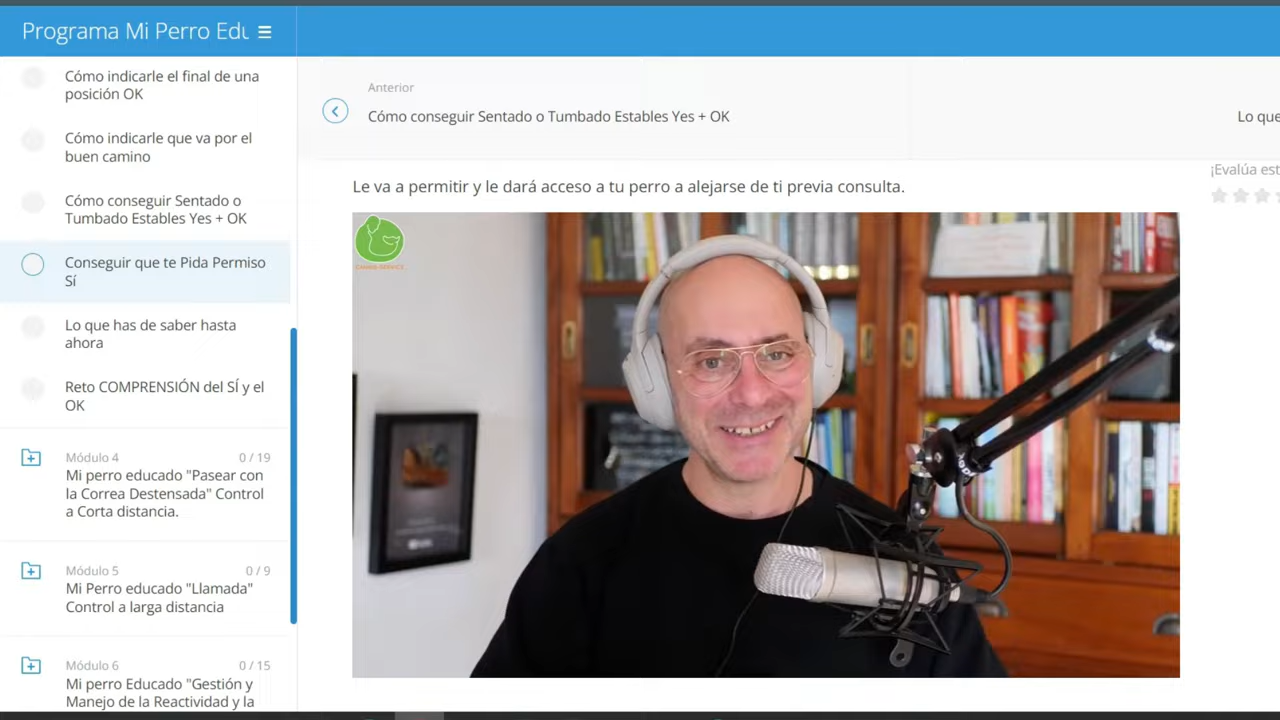 Programa Mi Perro Edu
Cómo indicarle el final de una
posición OK
Cómo indicarle que va por el
buen camino
Cómo conseguir Sentado o
Tumbado Estables Yes + OK
Conseguir que te Pida Permiso
Sí
Lo que has de saber hasta
ahora
Reto COMPRENSIÓN del SÍ y el
OK
Módulo 4 0 / 19
Mi perro educado "Pasear con
la Correa Destensada" Control
a Corta distancia.
Módulo 5 0 / 9
Mi Perro educado "Llamada"
Control a larga distancia
Módulo 6 0 / 15
Mi perro Educado "Gestión y
Manejo de la Reactividad y la
Anterior
Cómo conseguir Sentado o Tumbado Estables Yes + OK
Lo que
¡Evalúa est
Le va a permitir y le dará acceso a tu perro a alejarse de ti previa consulta.